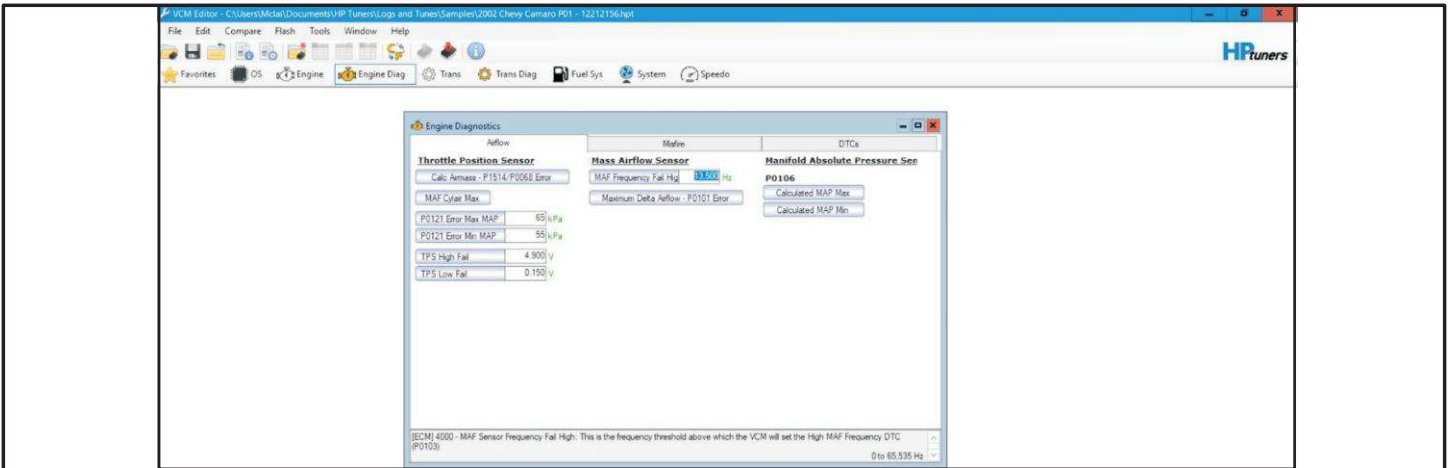 VCM Editor - C:\Users\Mclai\Documents\HP Tuners\Logs and Tunes\Samples\2002 Chevy Camaro P01 - 12212156.hpt
File Edit Compare Flash Tools Window Help
HPtuners
Favorites OS Engine Engine Diag Trans Trans Diag Fuel Sys System Speedo
Engine Diagnostics
Airflow Misfire DTCs
Throttle Position Sensor Mass Airflow Sensor Manifold Absolute Pressure Sen
Calc Airmass - P1514/P0068 Error MAF Frequency Fail Hig 13,500 Hz P0106
MAF Cylair Max Maximum Delta Airflow - P0101 Error Calculated MAP Max
Calculated MAP Min
P0121 Error Max MAP 65 kPa
P0121 Error Min MAP 55 kPa
TPS High Fail 4.900 V
TPS Low Fail 0.150 V
[ECM] 4000 - MAF Sensor Frequency Fail High: This is the frequency threshold above which the VCM will set the High MAF Frequency DTC
(P0103)
0 to 65,535 Hz